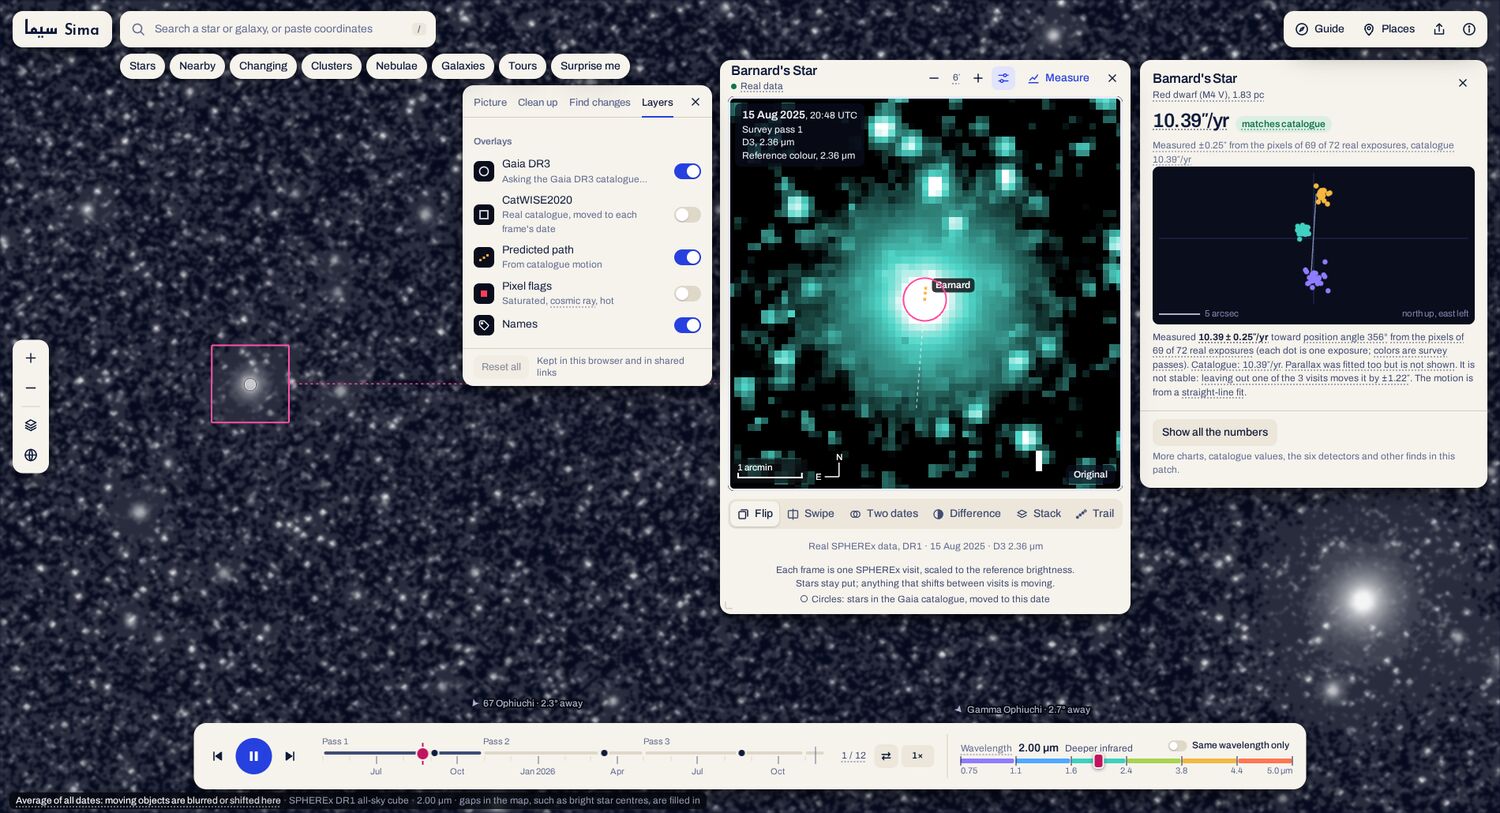 سيما Sima
Search a star or galaxy, or paste coordinates /
Guide
Places
Stars
Nearby
Changing
Clusters
Nebulae
Galaxies
Tours
Surprise me
Picture
Clean up
Find changes
Layers
Overlays
Gaia DR3
Asking the Gaia DR3 catalogue…
CatWISE2020
Real catalogue, moved to each
frame's date
Predicted path
From catalogue motion
Pixel flags
Saturated, cosmic ray, hot
Names
Reset all
Kept in this browser and in shared
links
Barnard's Star
Real data
6′
Measure
15 Aug 2025, 20:48 UTC
Survey pass 1
D3, 2.36 µm
Reference colour, 2.36 µm
Barnard
1 arcmin
N
E
Original
Flip
Swipe
Two dates
Difference
Stack
Trail
Real SPHEREx data, DR1 · 15 Aug 2025 · D3 2.36 µm
Each frame is one SPHEREx visit, scaled to the reference brightness.
Stars stay put; anything that shifts between visits is moving.
Circles: stars in the Gaia catalogue, moved to this date
Barnard's Star
Red dwarf (M4 V), 1.83 pc
10.39″/yr matches catalogue
Measured ±0.25″ from the pixels of 69 of 72 real exposures, catalogue
10.39″/yr
5 arcsec
north up, east left
Measured 10.39 ± 0.25″/yr toward position angle 356° from the pixels of
69 of 72 real exposures (each dot is one exposure; colors are survey
passes). Catalogue: 10.39″/yr. Parallax was fitted too but is not shown. It is
not stable: leaving out one of the 3 visits moves it by ±1.22″. The motion is
from a straight-line fit.
Show all the numbers
More charts, catalogue values, the six detectors and other finds in this
patch.
67 Ophiuchi · 2.3° away
Gamma Ophiuchi · 2.7° away
Pass 1
Pass 2
Pass 3
Jul
Oct
Jan 2026
Apr
Jul
Oct
1 / 12
1×
Wavelength 2.00 µm Deeper infrared
Same wavelength only
0.75
1.1
1.6
2.4
3.8
4.4
5.0 µm
Average of all dates: moving objects are blurred or shifted here · SPHEREx DR1 all-sky cube · 2.00 µm · gaps in the map, such as bright star centres, are filled in